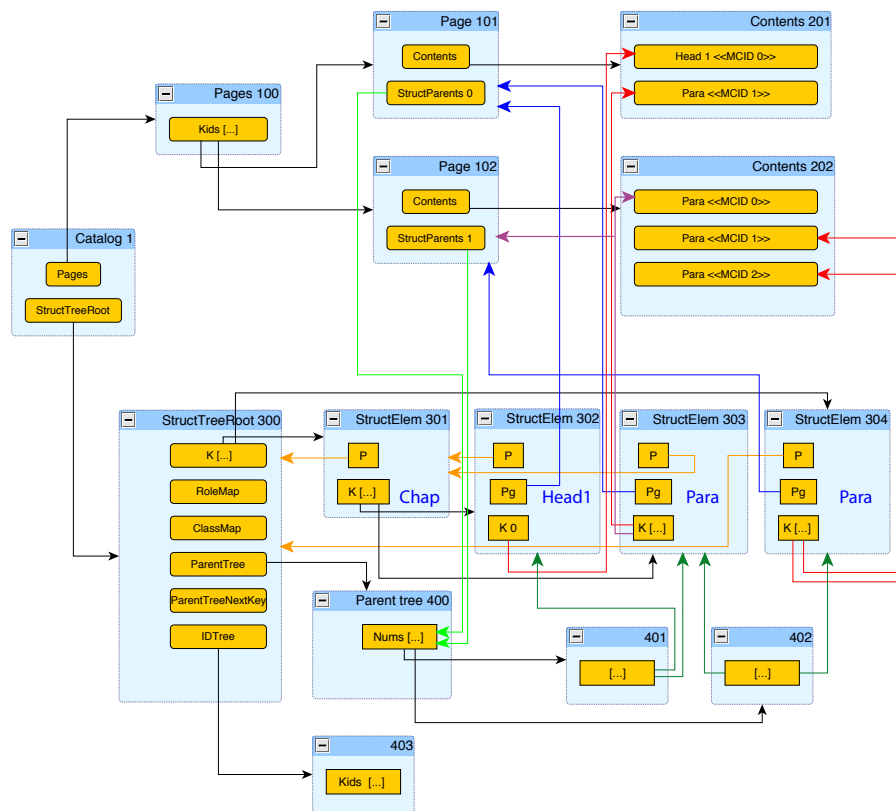 Page 101
Contents
StructParents 0
Contents 201
Head 1 <<MCID 0>>
Para <<MCID 1>>
Pages 100
Kids [...]
Page 102
Contents
StructParents 1
Contents 202
Para <<MCID 0>>
Para <<MCID 1>>
Para <<MCID 2>>
Catalog 1
Pages
StructTreeRoot
StructTreeRoot 300
K [...]
RoleMap
ClassMap
ParentTree
ParentTreeNextKey
IDTree
StructElem 301
P
K [...]
Chap
StructElem 302
P
Pg
Head1
K 0
StructElem 303
P
Pg
Para
K [...]
StructElem 304
P
Pg
Para
K [...]
Parent tree 400
Nums [...]
401
[...]
402
[...]
403
Kids [...]